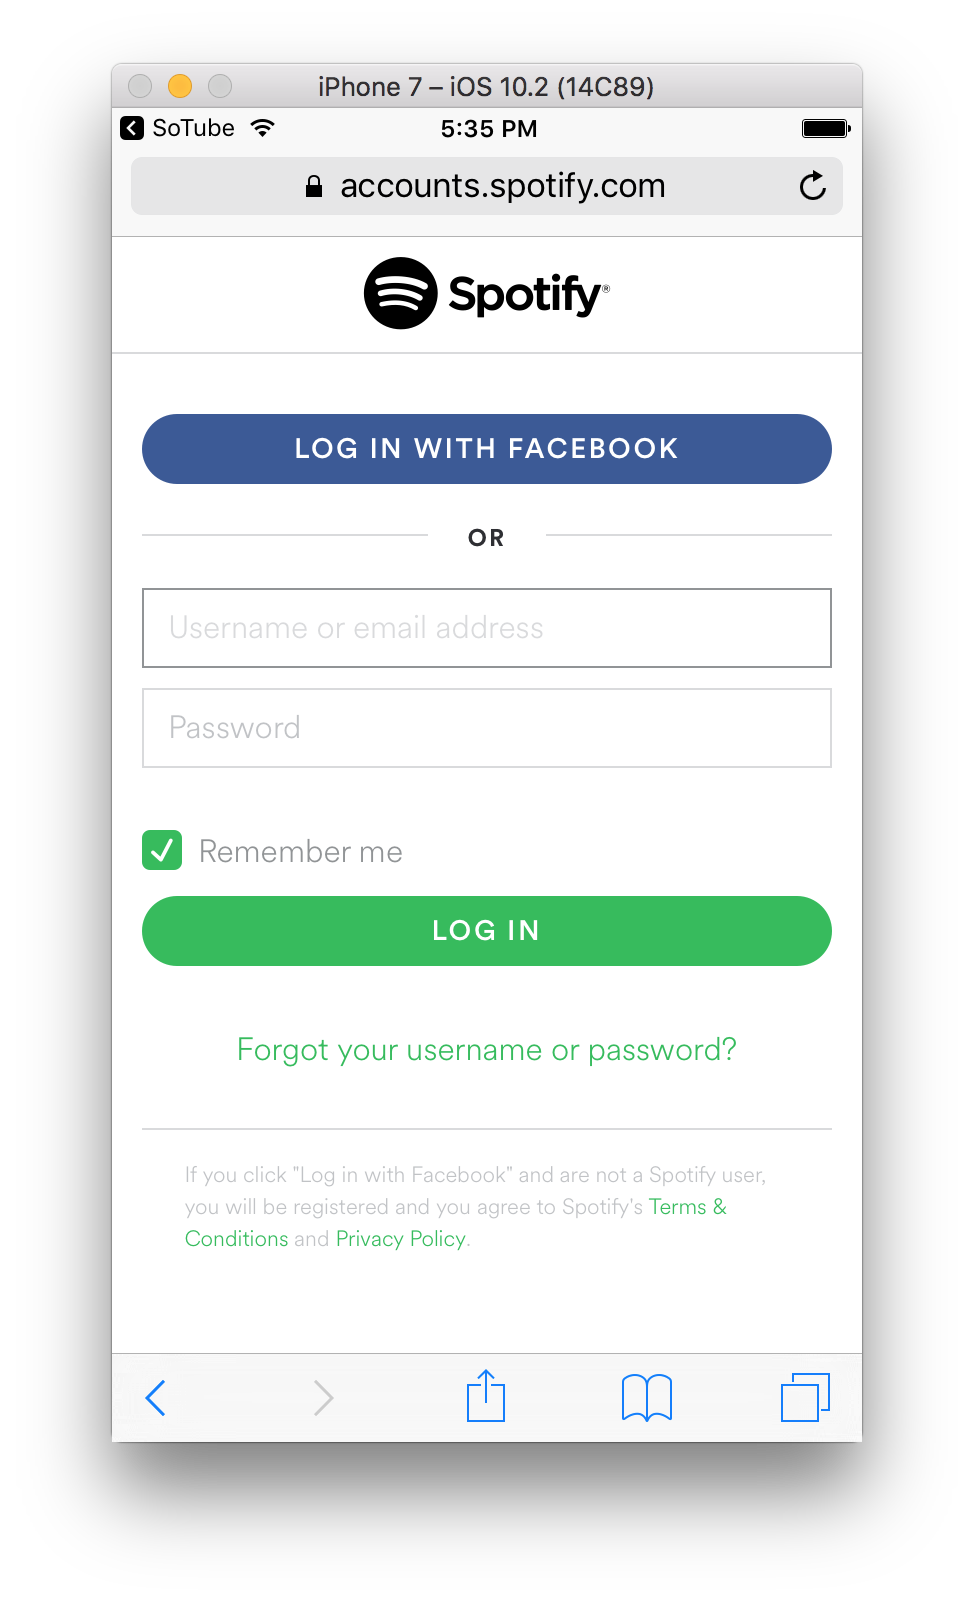 iPhone 7 – iOS 10.2 (14C89)
SoTube 5:35 PM
accounts.spotify.com
Spotify®
LOG IN WITH FACEBOOK
OR
Username or email address
Password
Remember me
LOG IN
Forgot your username or password?
If you click "Log in with Facebook" and are not a Spotify user,
you will be registered and you agree to Spotify's Terms &
Conditions and Privacy Policy.